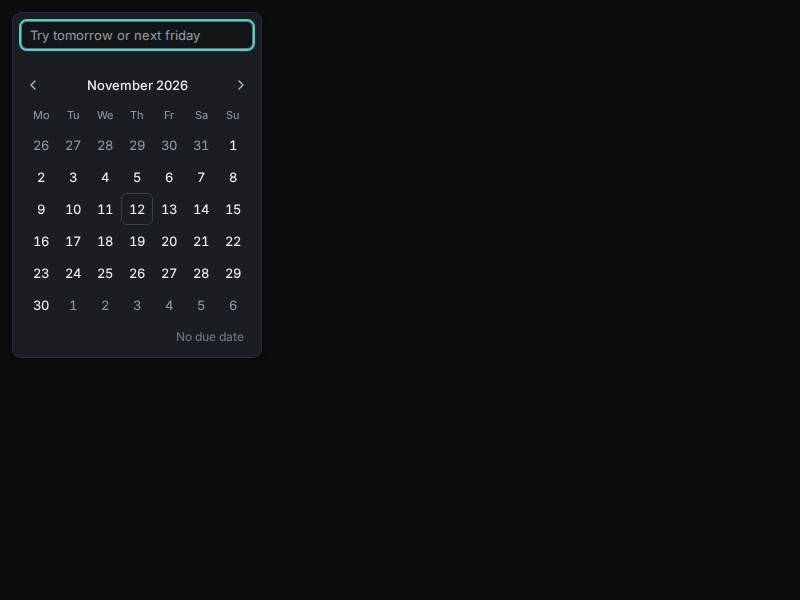 Try tomorrow or next friday
November 2026
Mo Tu We Th Fr Sa Su
26 27 28 29 30 31 1
2 3 4 5 6 7 8
9 10 11 12 13 14 15
16 17 18 19 20 21 22
23 24 25 26 27 28 29
30 1 2 3 4 5 6
No due date